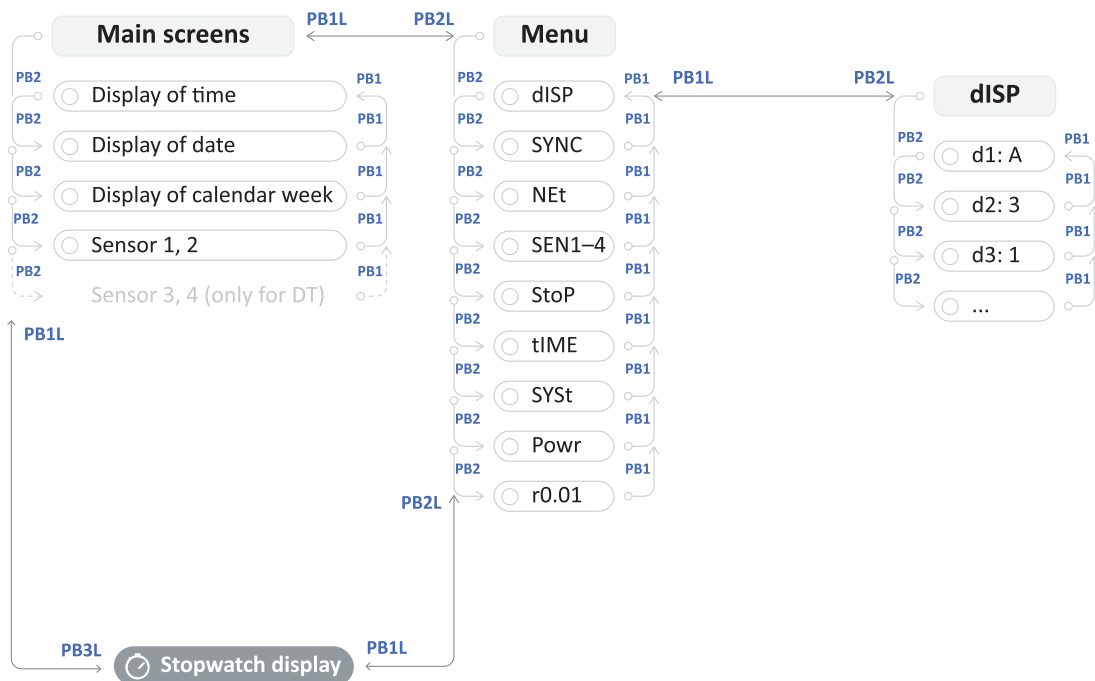 Main screens
PB1L
PB2L
Menu
PB2
Display of time
PB1
PB2
dISP
PB1
PB1L
PB2L
dISP
PB2
Display of date
PB1
PB2
SYNC
PB1
PB2
d1: A
PB1
PB2
Display of calendar week
PB1
PB2
NEt
PB1
PB2
d2: 3
PB1
PB2
Sensor 1, 2
PB1
PB2
SEN1–4
PB1
PB2
d3: 1
PB1
PB2
Sensor 3, 4 (only for DT)
PB1
PB2
StoP
PB1
PB2
...
PB1
PB1L
PB2
tIME
PB1
PB2
SYSt
PB1
PB2
Powr
PB1
PB2
r0.01
PB1
PB2L
PB3L
Stopwatch display
PB1L